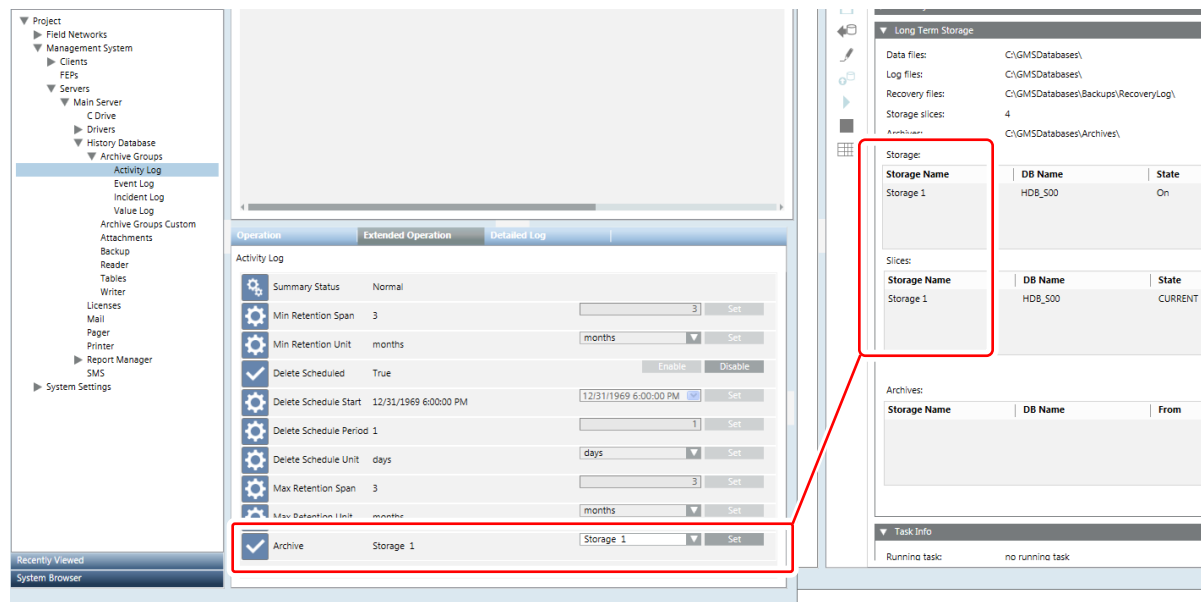 Project
Field Networks
Management System
Clients
FEPs
Servers
Main Server
C Drive
Drivers
History Database
Archive Groups
Activity Log
Event Log
Incident Log
Value Log
Archive Groups Custom
Attachments
Backup
Reader
Tables
Writer
Licenses
Mail
Pager
Printer
Report Manager
SMS
System Settings
Recently Viewed
System Browser
Operation Extended Operation Detailed Log
Activity Log
Summary Status Normal
Min Retention Span 3 3 Set
Min Retention Unit months months Set
Delete Scheduled True Enable Disable
Delete Schedule Start 12/31/1969 6:00:00 PM 12/31/1969 6:00:00 PM Set
Delete Schedule Period 1 1 Set
Delete Schedule Unit days days Set
Max Retention Span 3 3 Set
Max Retention Unit months months Set
Archive Storage 1 Storage 1 Set
Long Term Storage
Data files: C:\GMSDatabases\
Log files: C:\GMSDatabases\
Recovery files: C:\GMSDatabases\Backups\RecoveryLog\
Storage slices: 4
Archives: C:\GMSDatabases\Archives\
Storage:
Storage Name DB Name State
Storage 1 HDB_S00 On
Slices:
Storage Name DB Name State
Storage 1 HDB_S00 CURRENT
Archives:
Storage Name DB Name From
Task Info
Running task: no running task